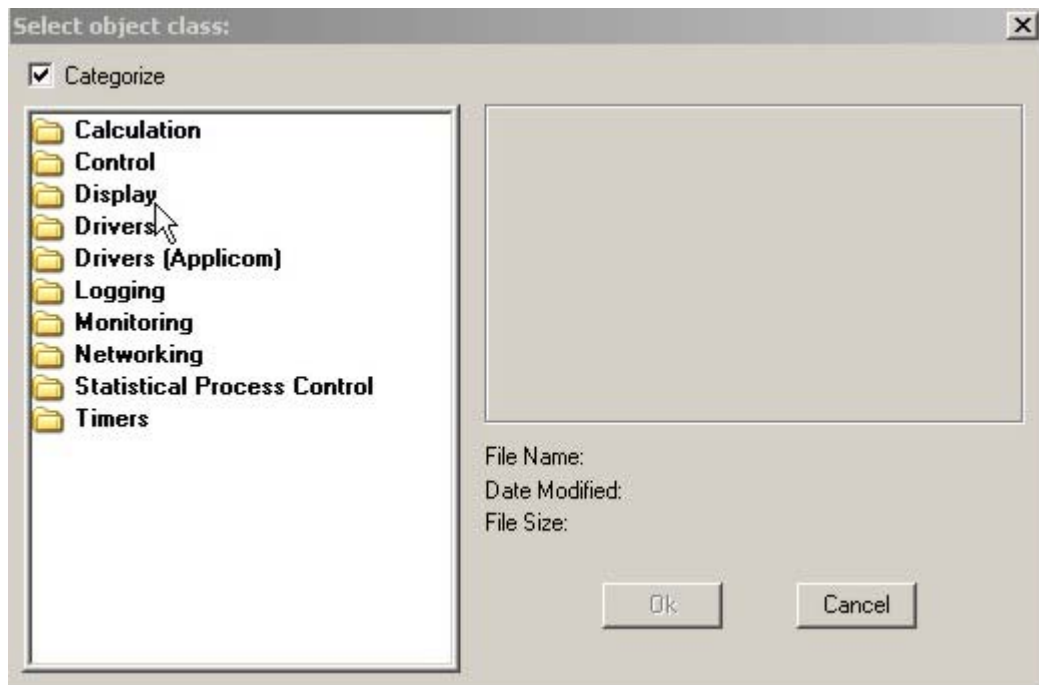 Select object class:
Categorize
Calculation
Control
Display
Drivers
Drivers (Applicom)
Logging
Monitoring
Networking
Statistical Process Control
Timers
File Name:
Date Modified:
File Size:
Ok
Cancel